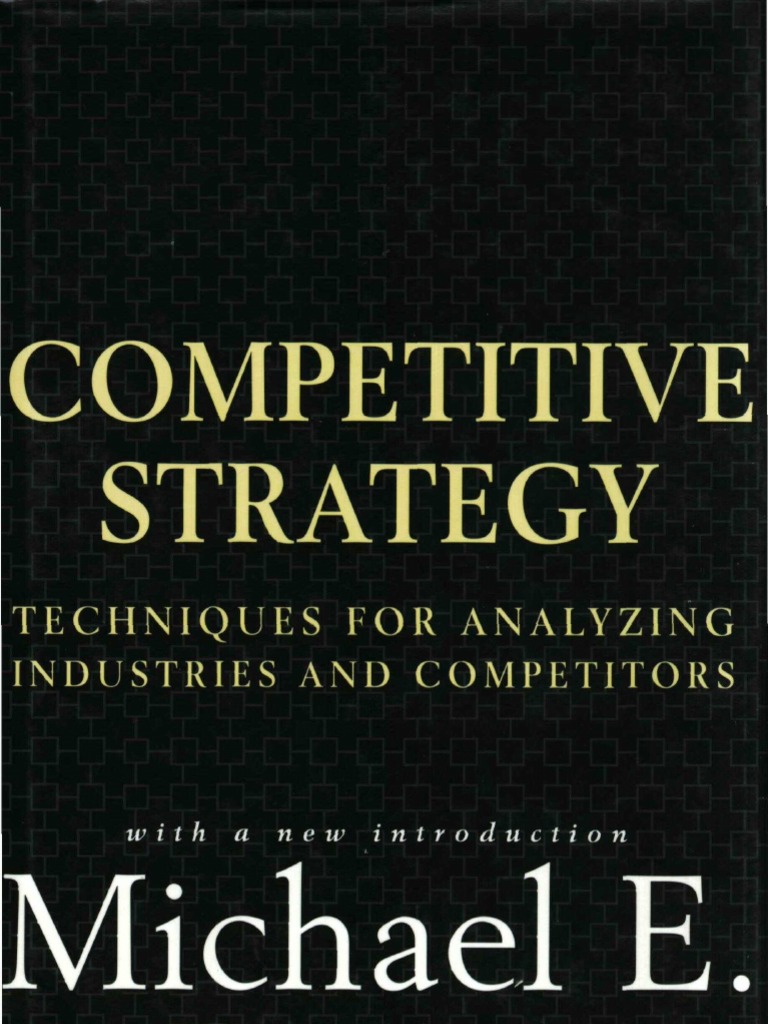 COMPETITIVE
STRATEGY
TECHNIQUES FOR ANALYZING
INDUSTRIES AND COMPETITORS
with a new introduction
Michael E.